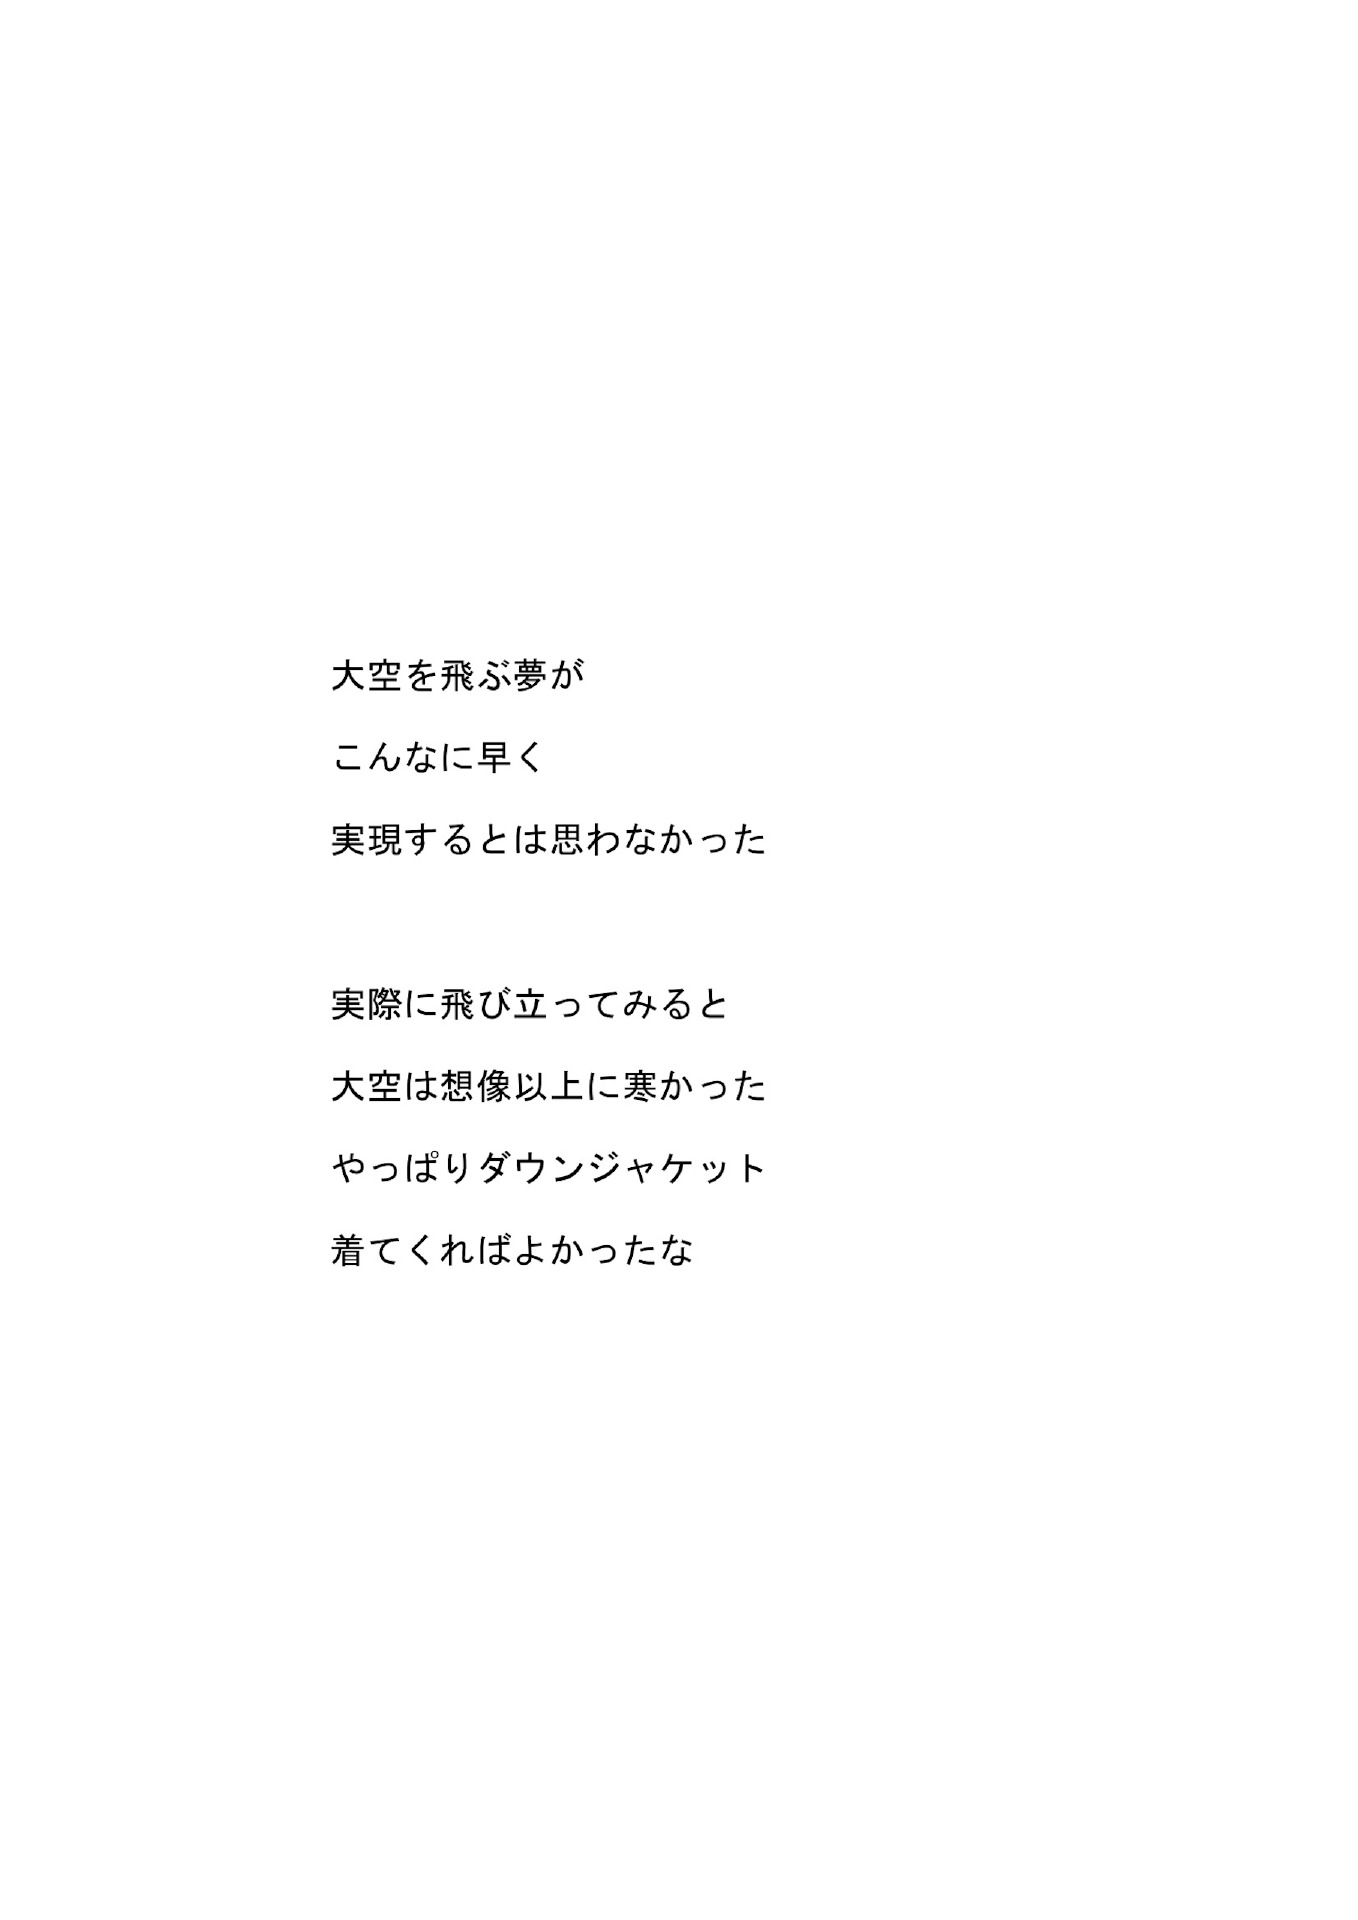 大空を飛ぶ夢が
こんなに早く
実現するとは思わなかった
実際に飛び立ってみると
大空は想像以上に寒かった
やっぱりダウンジャケット
着てくればよかったな